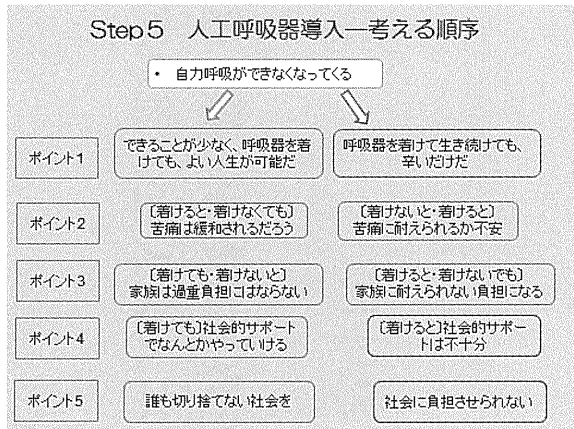 Step5 人工呼吸器導入―考える順序
・ 自力呼吸ができなくなってくる
ポイント1
できることが少なく、呼吸器を着
けても、よい人生が可能だ
呼吸器を着けて生き続けても、
辛いだけだ
ポイント2
〔着けると・着けなくても〕
苦痛は緩和されるだろう
〔着けないと・着けると〕
苦痛に耐えられるか不安
ポイント3
〔着けても・着けないと〕
家族は過重負担にはならない
〔着けると・着けないでも〕
家族に耐えられない負担になる
ポイント4
〔着けても〕社会的サポート
でなんとかやっていける
〔着けると〕社会的サポー
トは不十分
ポイント5
誰も切り捨てない社会を
社会に負担させられない